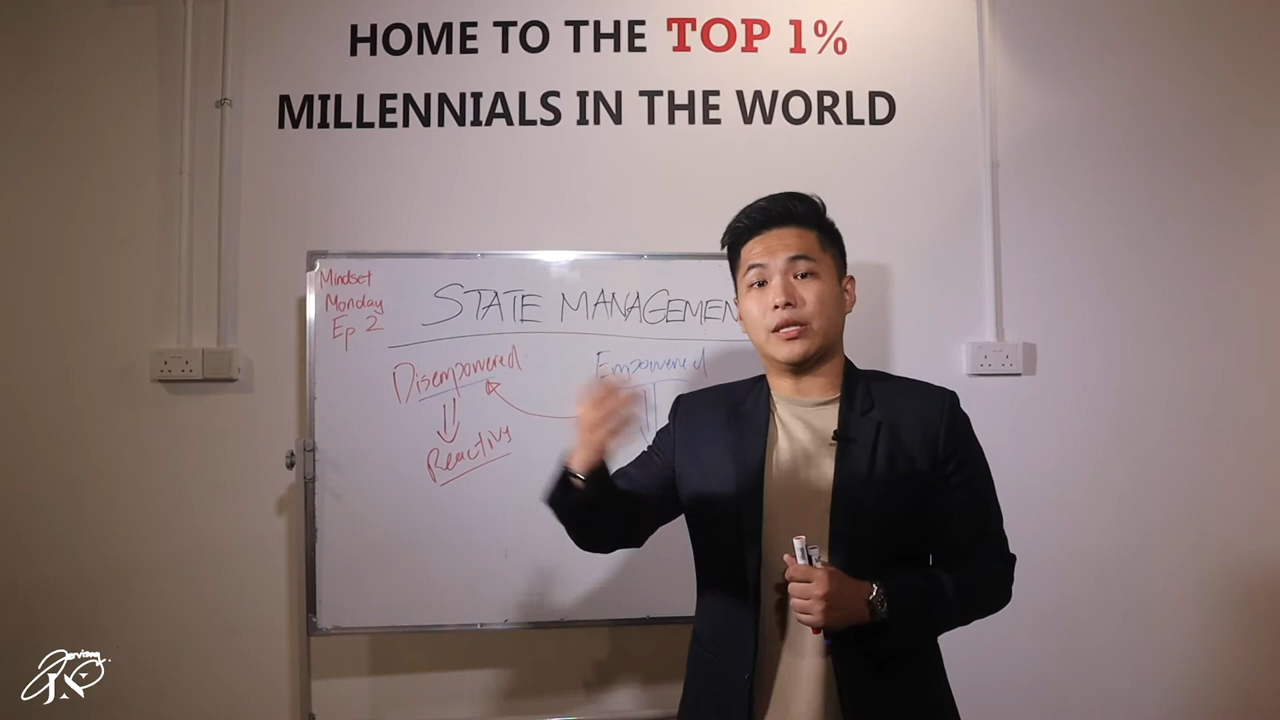 HOME TO THE TOP 1%
MILLENNIALS IN THE WORLD
Mindset
Monday
Ep 2
STATE MANAGEMEN
Disempowered
Empowered
Reactive